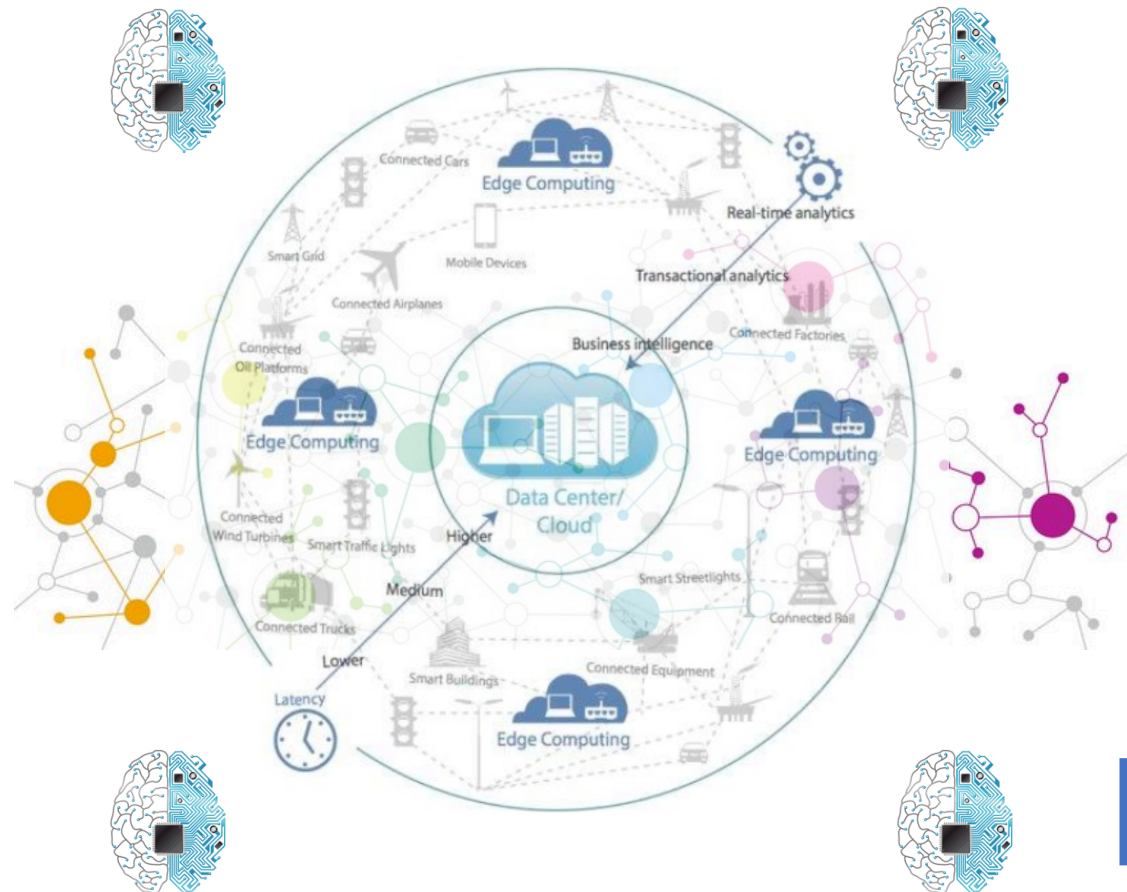 Connected Cars
Edge Computing
Real-time analytics
Smart Grid
Mobile Devices
Transactional analytics
Connected Airplanes
Connected Factories
Business intelligence
Connected
Oil Platforms
Edge Computing
Edge Computing
Data Center/
Cloud
Connected
Wind Turbines
Smart Traffic Lights
Higher
Medium
Smart Streetlights
Connected Trucks
Connected Rail
Lower
Smart Buildings
Connected Equipment
Latency
Edge Computing